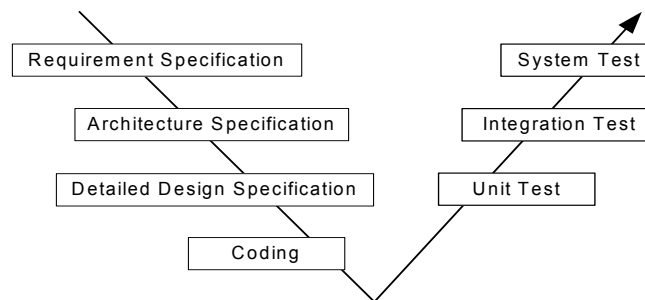 Requirement Specification
System Test
Architecture Specification
Integration Test
Detailed Design Specification
Unit Test
Coding